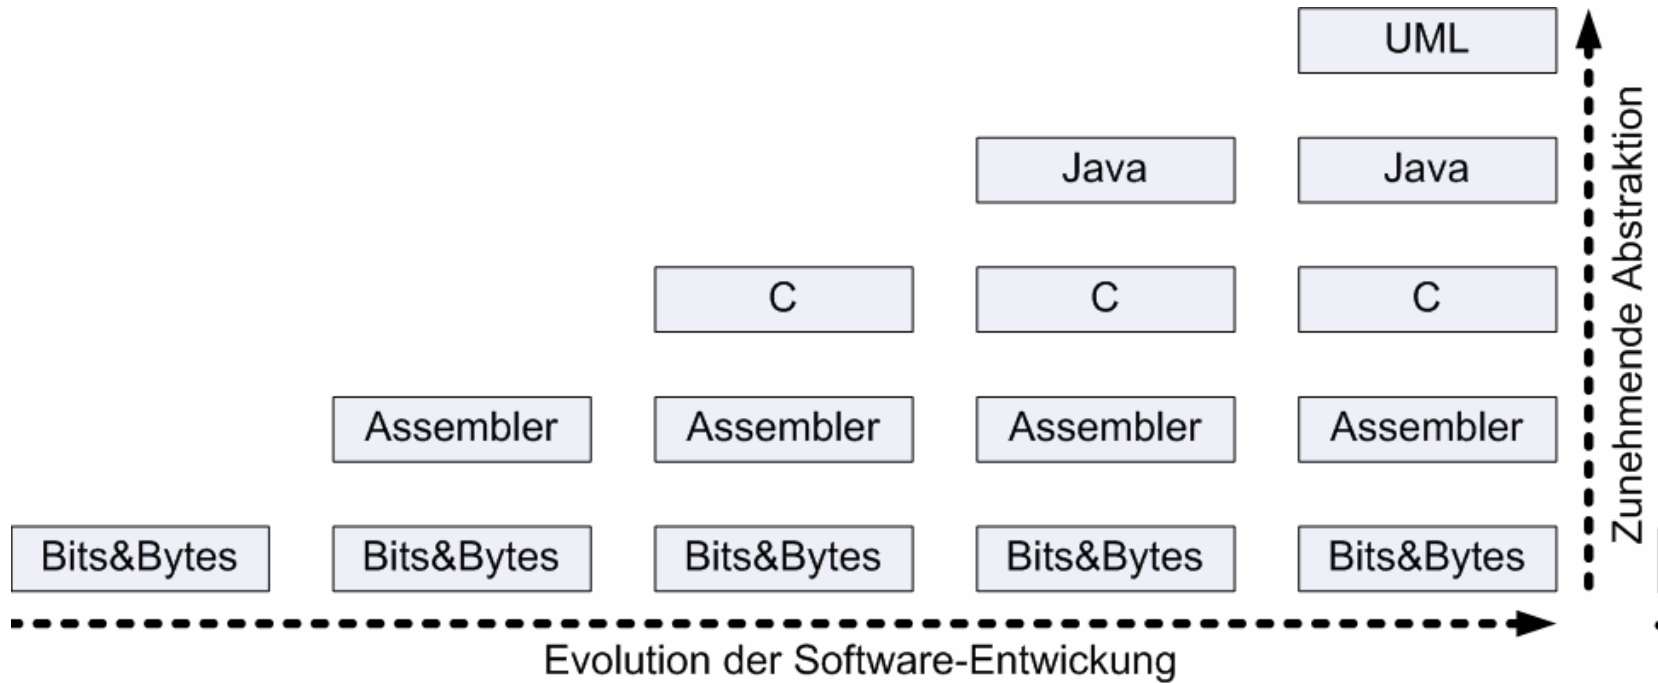 UML
Java
Java
C
C
C
Assembler
Assembler
Assembler
Assembler
Bits&Bytes
Bits&Bytes
Bits&Bytes
Bits&Bytes
Bits&Bytes
Evolution der Software-Entwickung
Zunehmende Abstraktion